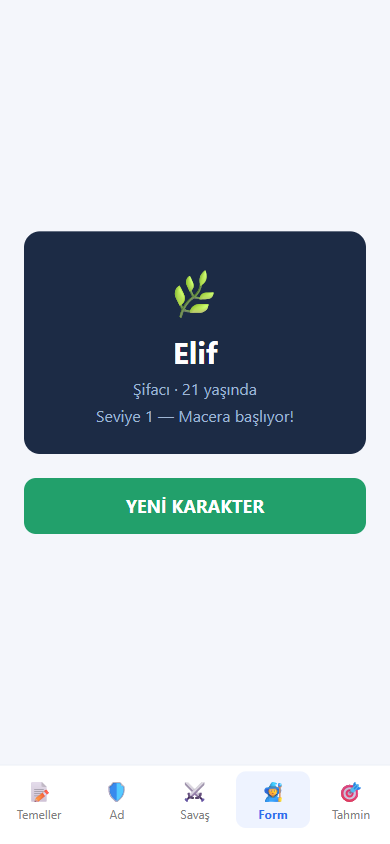 Elif
Şifacı · 21 yaşında
Seviye 1 — Macera başlıyor!
YENİ KARAKTER
Temeller
Ad
Savaş
Form
Tahmin